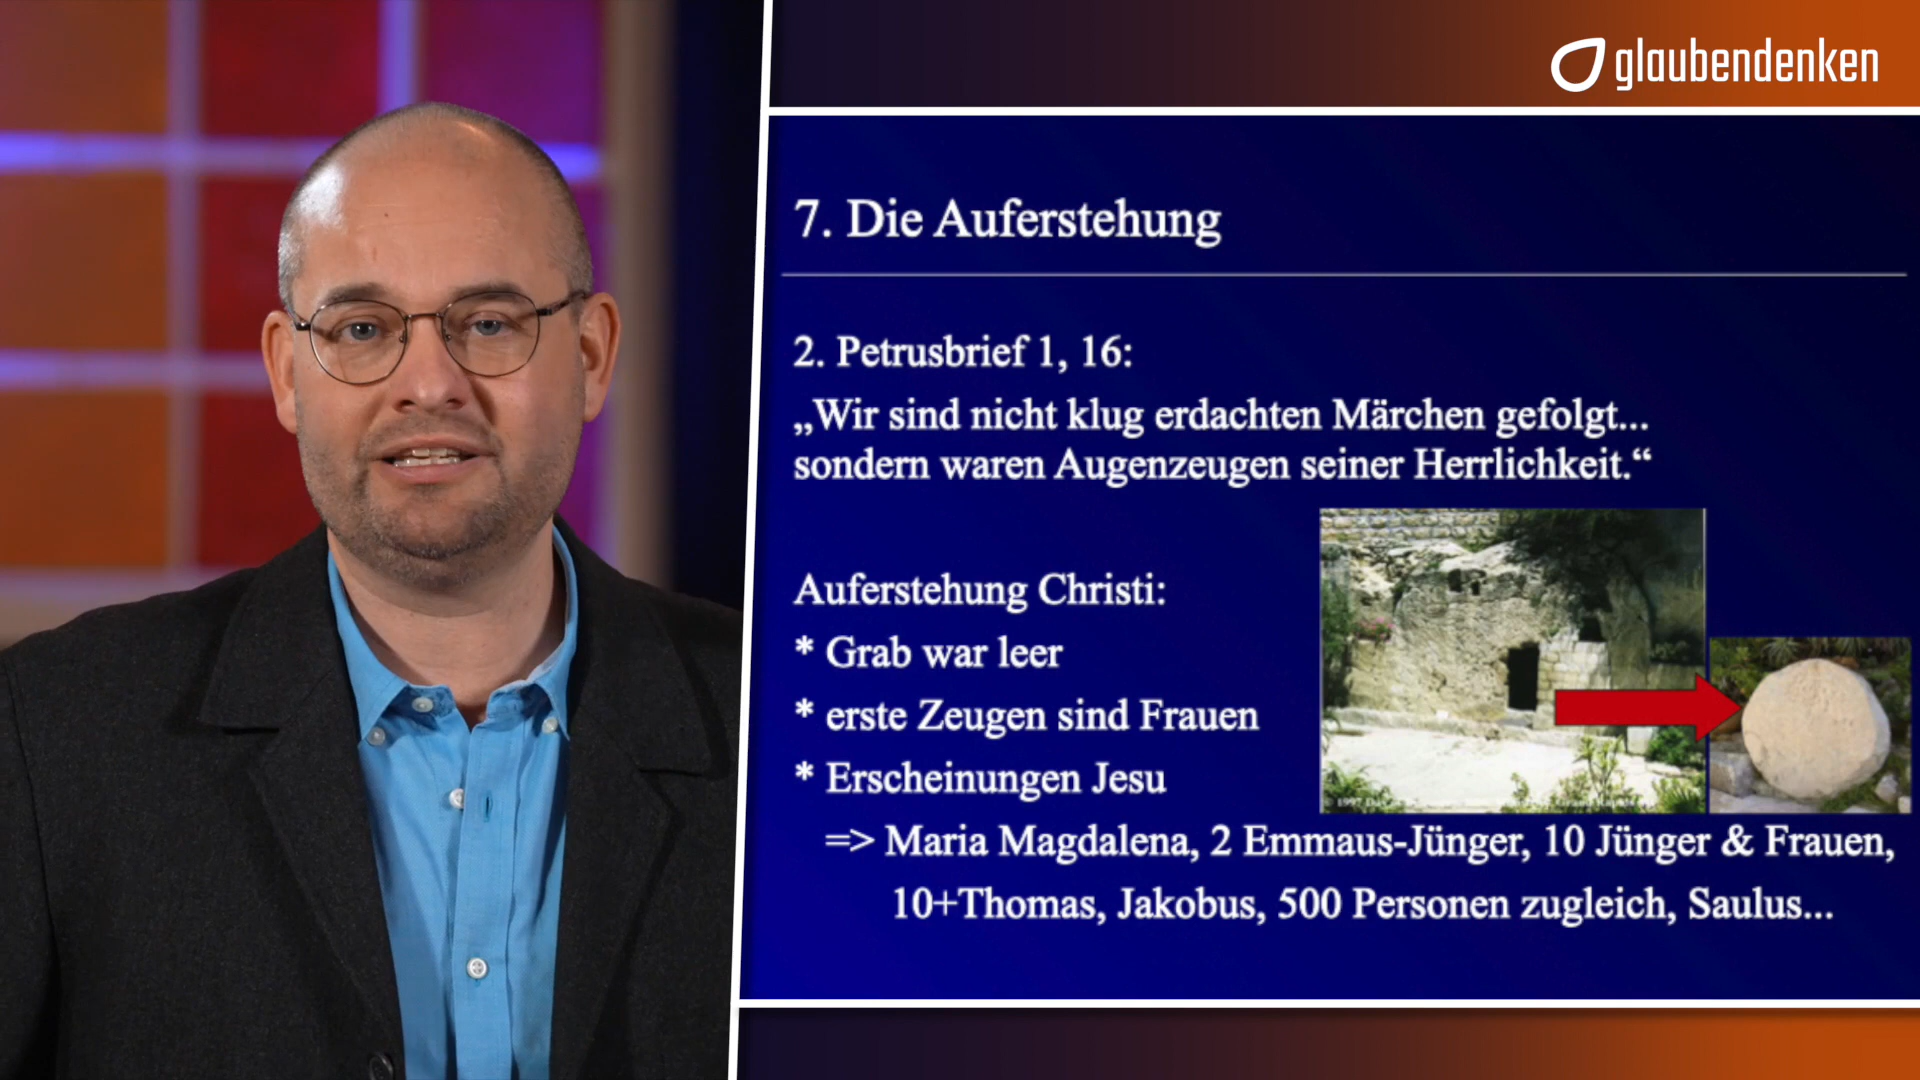 glaubendenken
7. Die Auferstehung
2. Petrusbrief 1, 16:
„Wir sind nicht klug erdachten Märchen gefolgt...
sondern waren Augenzeugen seiner Herrlichkeit.“
Auferstehung Christi:
* Grab war leer
* erste Zeugen sind Frauen
* Erscheinungen Jesu
=> Maria Magdalena, 2 Emmaus-Jünger, 10 Jünger & Frauen,
10+Thomas, Jakobus, 500 Personen zugleich, Saulus...
© 1997